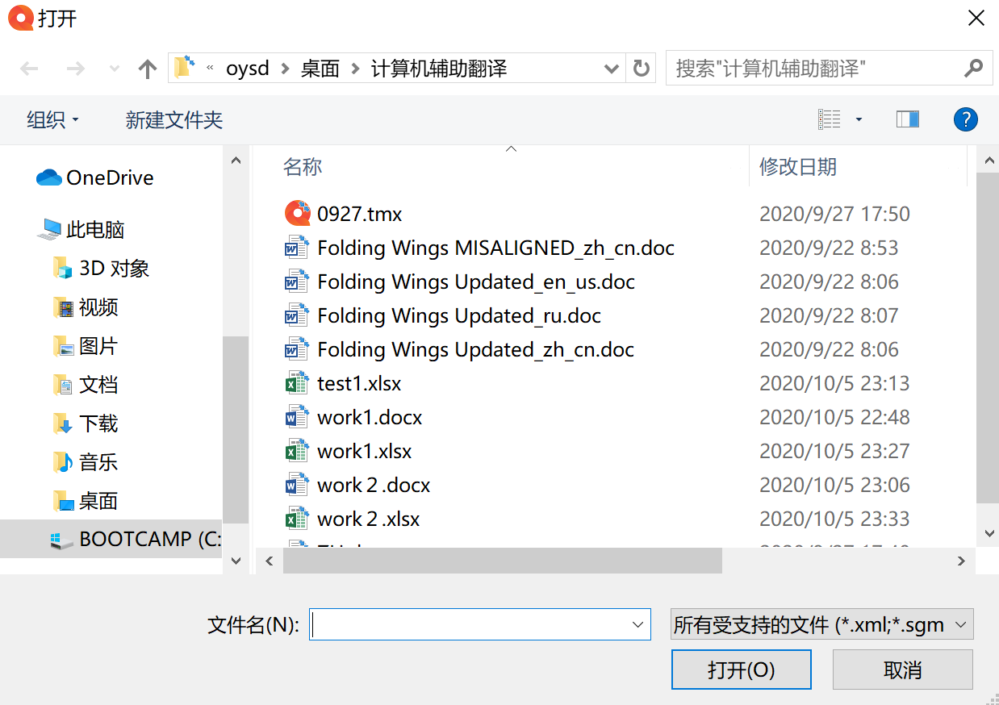 打开
« oysd › 桌面 › 计算机辅助翻译
搜索"计算机辅助翻译"
组织 新建文件夹
名称 修改日期
OneDrive
此电脑
3D 对象
视频
图片
文档
下载
音乐
桌面
BOOTCAMP (C:
0927.tmx 2020/9/27 17:50
Folding Wings MISALIGNED_zh_cn.doc 2020/9/22 8:53
Folding Wings Updated_en_us.doc 2020/9/22 8:06
Folding Wings Updated_ru.doc 2020/9/22 8:07
Folding Wings Updated_zh_cn.doc 2020/9/22 8:06
test1.xlsx 2020/10/5 23:13
work1.docx 2020/10/5 22:48
work1.xlsx 2020/10/5 23:27
work２.docx 2020/10/5 23:06
work２.xlsx 2020/10/5 23:33
文件名(N): 所有受支持的文件 (*.xml;*.sgm
打开(O) 取消